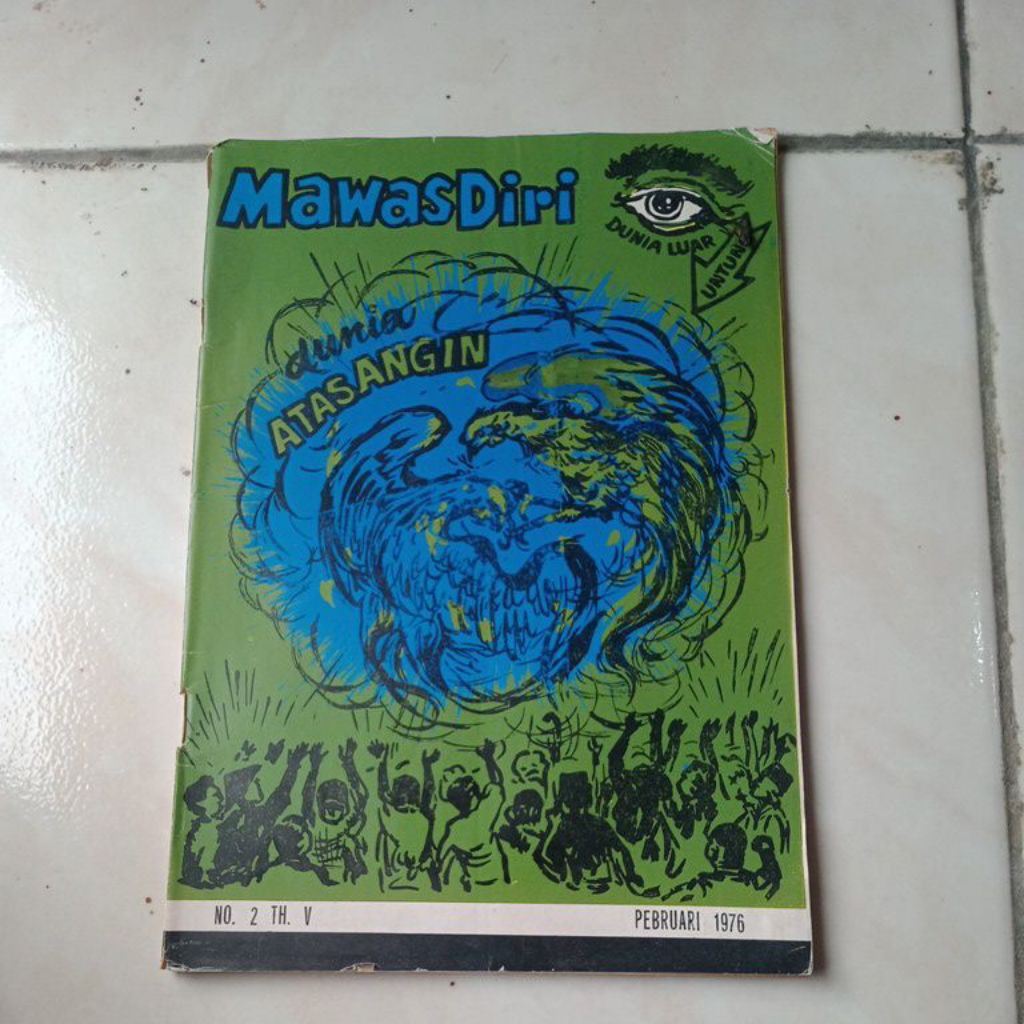 MawasDiri
DUNIA LUAR
UNTUNG
dunia
ATASANGIN
NO. 2 TH. V
PEBRUARI 1976